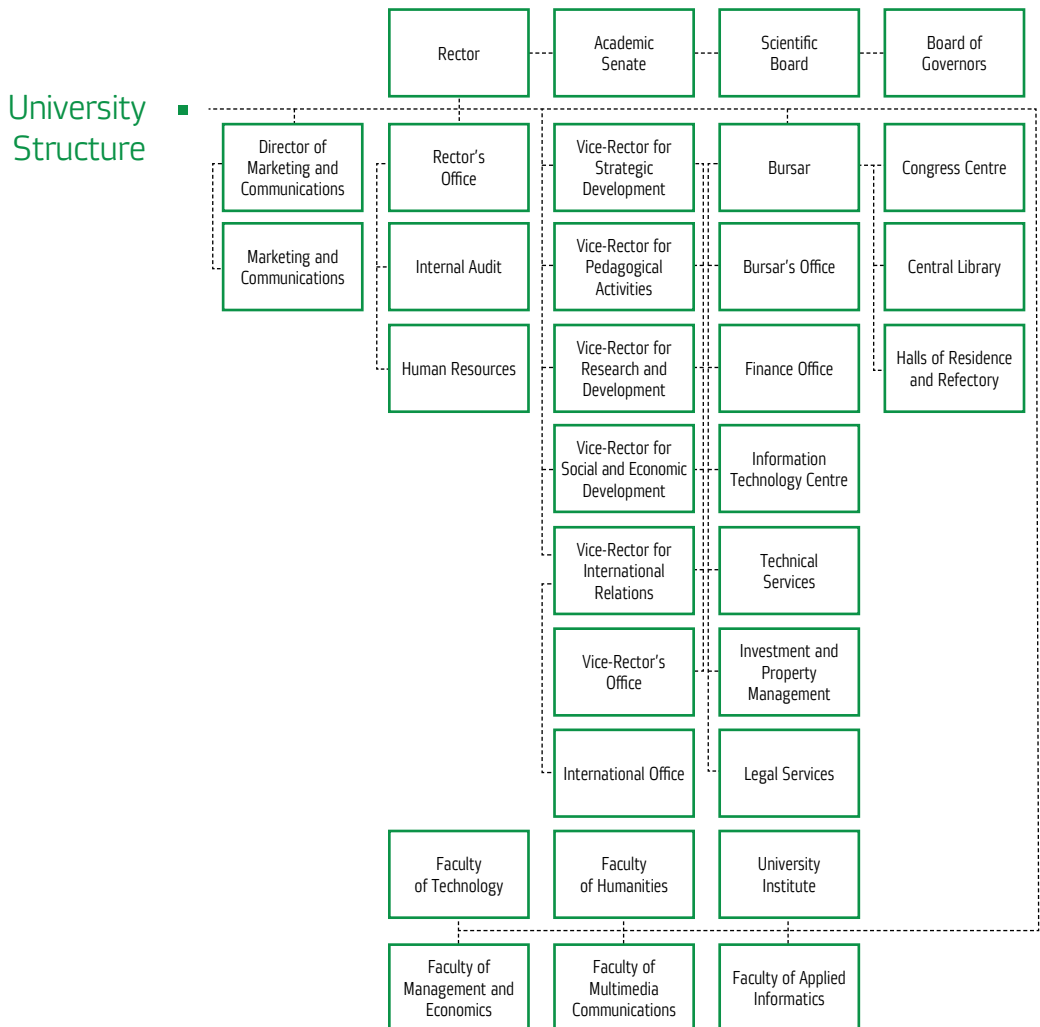 University
Structure
Rector
Academic
Senate
Scientific
Board
Board of
Governors
Director of
Marketing and
Communications
Rector's
Office
Vice-Rector for
Strategic
Development
Bursar
Congress Centre
Marketing and
Communications
Internal Audit
Vice-Rector for
Pedagogical
Activities
Bursar's Office
Central Library
Human Resources
Vice-Rector for
Research and
Development
Finance Office
Halls of Residence
and Refectory
Vice-Rector for
Social and Economic
Development
Information
Technology Centre
Vice-Rector for
International
Relations
Technical
Services
Vice-Rector's
Office
Investment and
Property
Management
International Office
Legal Services
Faculty
of Technology
Faculty
of Humanities
University
Institute
Faculty of
Management and
Economics
Faculty of
Multimedia
Communications
Faculty of Applied
Informatics